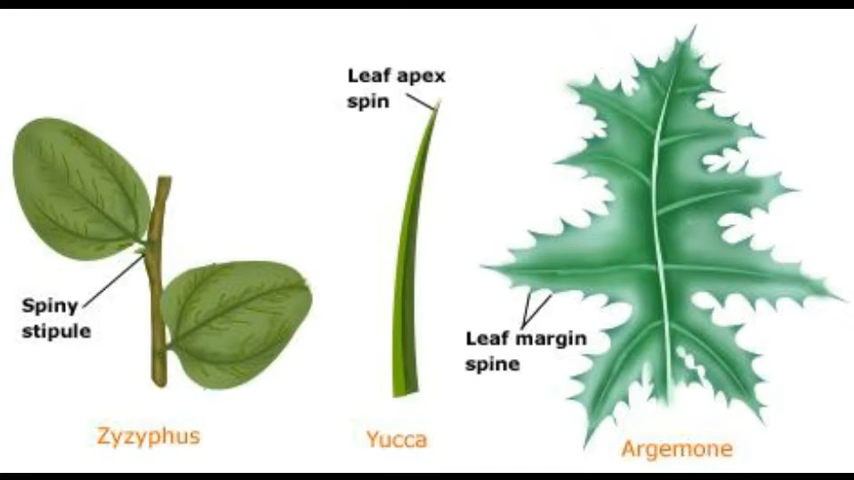 Leaf apex
spin
Spiny
stipule
Leaf margin
spine
Zyzyphus
Yucca
Argemone